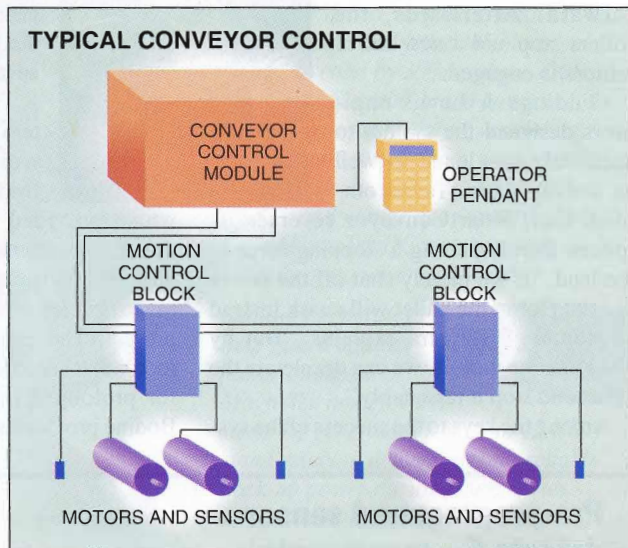 TYPICAL CONVEYOR CONTROL
CONVEYOR
CONTROL
MODULE
OPERATOR
PENDANT
MOTION
CONTROL
BLOCK
MOTION
CONTROL
BLOCK
MOTORS AND SENSORS
MOTORS AND SENSORS